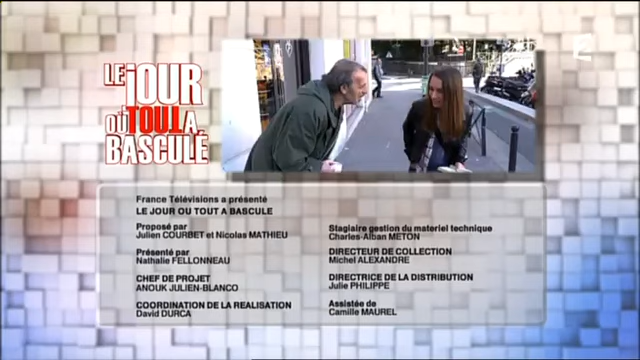 LE
JOUR
OÙ TOUT A
BASCULÉ
2
France Télévisions a présenté
LE JOUR OU TOUT A BASCULE
Proposé par
Julien COURBET et Nicolas MATHIEU
Présenté par
Nathalie FELLONNEAU
CHEF DE PROJET
ANOUK JULIEN-BLANCO
COORDINATION DE LA REALISATION
David DURCA
Stagiaire gestion du materiel technique
Charles-Alban METON
DIRECTEUR DE COLLECTION
Michel ALEXANDRE
DIRECTRICE DE LA DISTRIBUTION
Julie PHILIPPE
Assistée de
Camille MAUREL